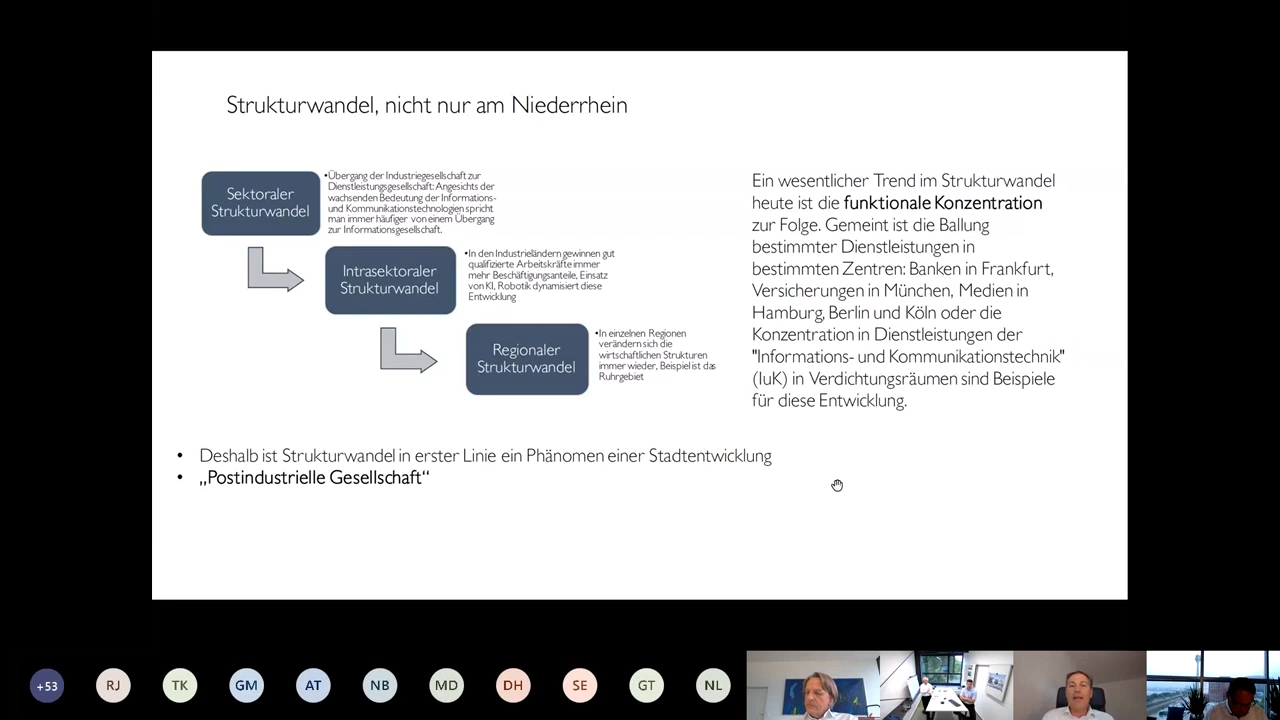 Strukturwandel, nicht nur am Niederrhein
Sektoraler
Strukturwandel
•Übergang der Industriegesellschaft zur
Dienstleistungsgesellschaft: Angesichts der
wachsenden Bedeutung der Informations-
und Kommunikationstechnologien spricht
man immer häufiger von einem Übergang
zur Informationsgesellschaft.
Intrasektoraler
Strukturwandel
•In den Industrieländern gewinnen gut
qualifizierte Arbeitskräfte immer
mehr Beschäftigungsanteile, Einsatz
von KI, Robotik dynamisiert diese
Entwicklung
Regionaler
Strukturwandel
•In einzelnen Regionen
verändern sich die
wirtschaftlichen Strukturen
immer wieder, Beispiel ist das
Ruhrgebiet
Ein wesentlicher Trend im Strukturwandel
heute ist die funktionale Konzentration
zur Folge. Gemeint ist die Ballung
bestimmter Dienstleistungen in
bestimmten Zentren: Banken in Frankfurt,
Versicherungen in München, Medien in
Hamburg, Berlin und Köln oder die
Konzentration in Dienstleistungen der
"Informations- und Kommunikationstechnik"
(IuK) in Verdichtungsräumen sind Beispiele
für diese Entwicklung.
• Deshalb ist Strukturwandel in erster Linie ein Phänomen einer Stadtentwicklung
• „Postindustrielle Gesellschaft“
+53 RJ TK GM AT NB MD DH SE GT NL